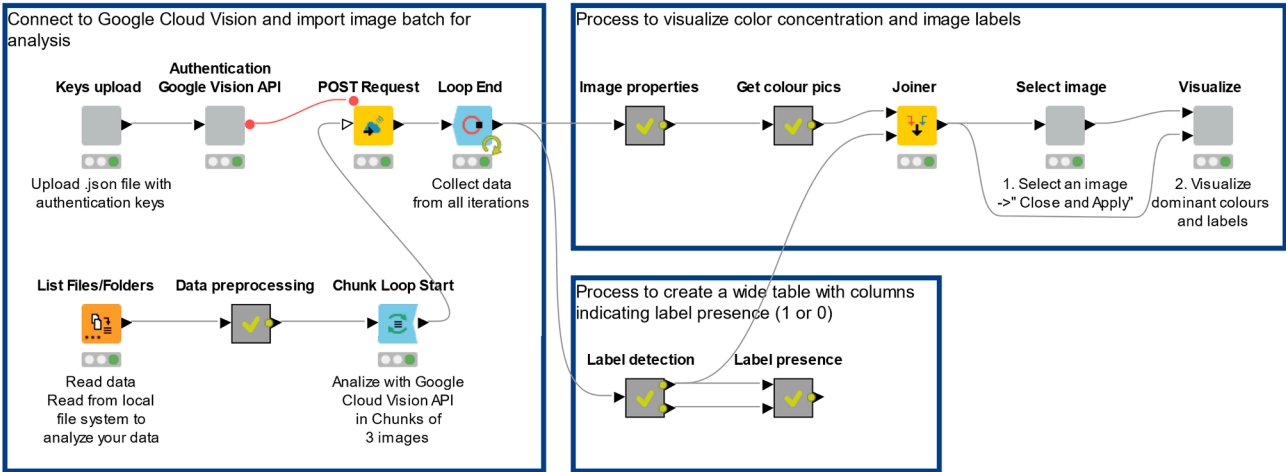 Connect to Google Cloud Vision and import image batch for
analysis
Keys upload
Authentication
Google Vision API
POST Request
Loop End
Upload .json file with
authentication keys
Collect data
from all iterations
List Files/Folders
Data preprocessing
Chunk Loop Start
Read data
Read from local
file system to
analyze your data
Analize with Google
Cloud Vision API
in Chunks of
3 images
Process to visualize color concentration and image labels
Image properties
Get colour pics
Joiner
Select image
Visualize
1. Select an image
->" Close and Apply"
2. Visualize
dominant colours
and labels
Process to create a wide table with columns
indicating label presence (1 or 0)
Label detection
Label presence